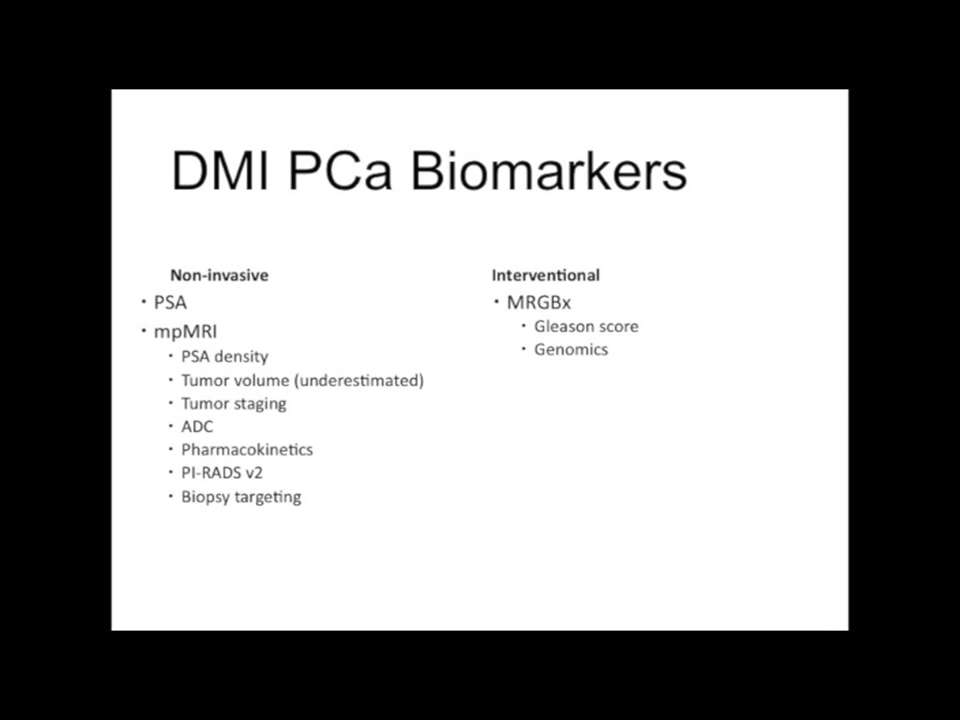 DMI PCa Biomarkers
Non-invasive
· PSA
· mpMRI
· PSA density
· Tumor volume (underestimated)
· Tumor staging
· ADC
· Pharmacokinetics
· PI-RADS v2
· Biopsy targeting
Interventional
· MRGBx
· Gleason score
· Genomics